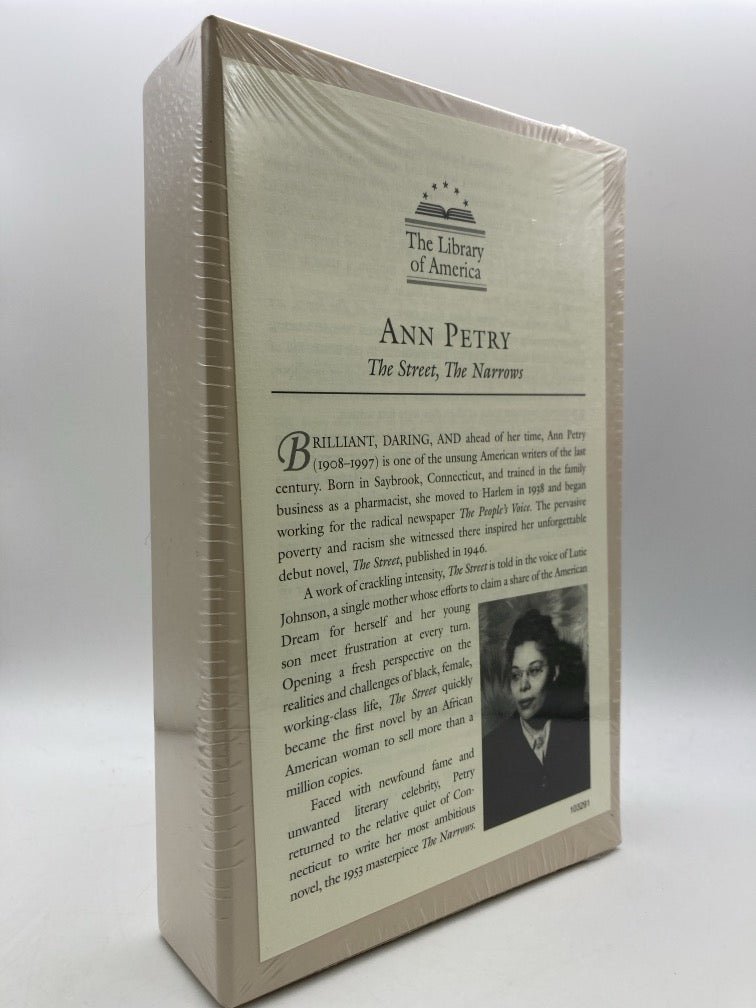 The Library
of America
ANN PETRY
The Street, The Narrows
BRILLIANT, DARING, AND ahead of her time, Ann Petry
(1908–1997) is one of the unsung American writers of the last
century. Born in Saybrook, Connecticut, and trained in the family
business as a pharmacist, she moved to Harlem in 1938 and began
working for the radical newspaper The People's Voice. The pervasive
poverty and racism she witnessed there inspired her unforgettable
debut novel, The Street, published in 1946.
A work of crackling intensity, The Street is told in the voice of Lutie
Johnson, a single mother whose efforts to claim a share of the American
Dream for herself and her young
son meet frustration at every turn.
Opening a fresh perspective on the
realities and challenges of black, female,
working-class life, The Street quickly
became the first novel by an African
American woman to sell more than a
million copies.
Faced with newfound fame and
unwanted literary celebrity, Petry
returned to the relative quiet of Con-
necticut to write her most ambitious
novel, the 1953 masterpiece The Narrows.
103291